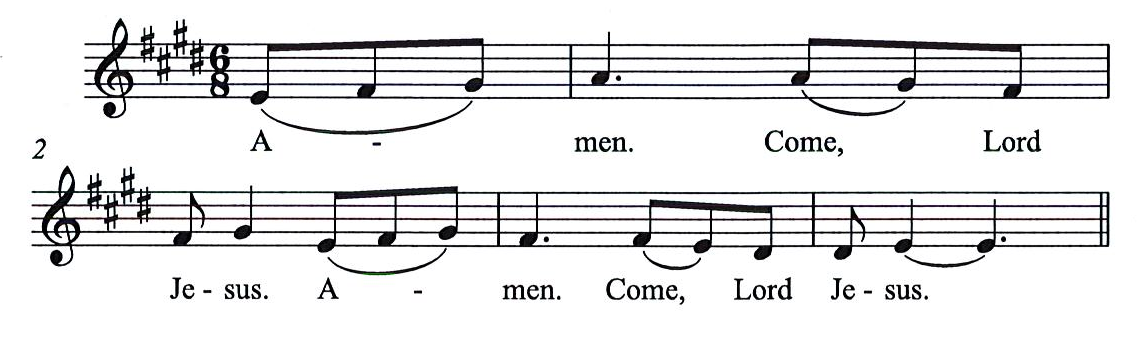 6
8
A - men. Come, Lord
2
Je - sus. A - men. Come, Lord Je - sus.